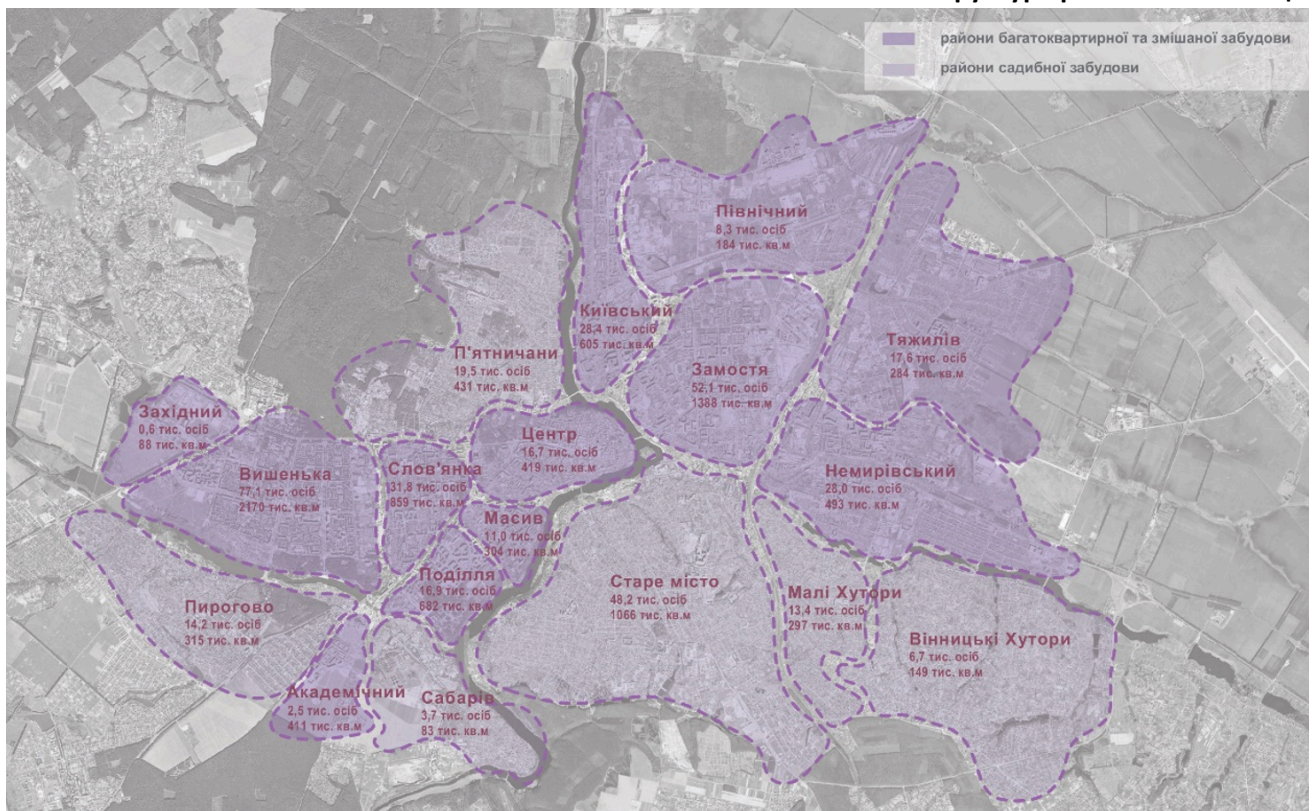 райони багатоквартирної та змішаної забудови
райони садибної забудови
Північний
8,3 тис. осіб
184 тис. кв.м
Київський
28,4 тис. осіб
605 тис. кв.м
Тяжилів
17,6 тис. осіб
284 тис. кв.м
П'ятничани
19,5 тис. осіб
431 тис. кв.м
Замостя
52,1 тис. осіб
1388 тис. кв.м
Західний
0,6 тис. осіб
88 тис. кв.м
Центр
16,7 тис. осіб
419 тис. кв.м
Вишенька
77,1 тис. осіб
2170 тис. кв.м
Слов'янка
31,8 тис. осіб
859 тис. кв.м
Немирівський
28,0 тис. осіб
493 тис. кв.м
Масив
11,0 тис. осіб
304 тис. кв.м
Поділля
16,9 тис. осіб
682 тис. кв.м
Старе місто
48,2 тис. осіб
1066 тис. кв.м
Малі Хутори
13,4 тис. осіб
297 тис. кв.м
Пирогово
14,2 тис. осіб
315 тис. кв.м
Вінницькі Хутори
6,7 тис. осіб
149 тис. кв.м
Академічний
2,5 тис. осіб
411 тис. кв.м
Сабарів
3,7 тис. осіб
83 тис. кв.м